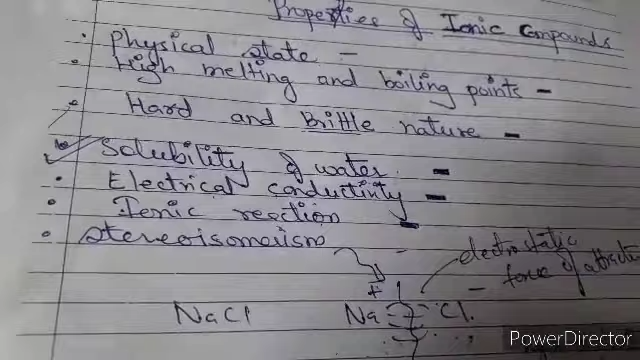 Properties of Ionic Compounds
• Physical state –
• High melting and boiling points –
• Hard and Brittle nature –
• Solubility of water. –
• Electrical conductivity –
• Ionic reaction –
• Stereoisomerism
electrostatic
– force of attractio
NaCl Na + – Cl.
PowerDirector